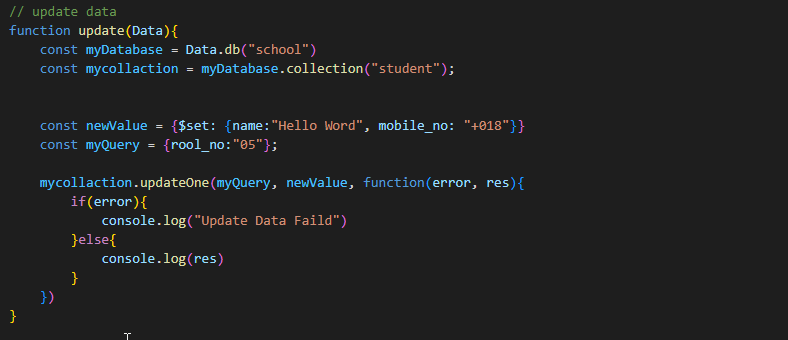 // update data
function update(Data){
    const myDatabase = Data.db("school")
    const mycollaction = myDatabase.collection("student");
    const newValue = {$set: {name:"Hello Word", mobile_no: "+018"}}
    const myQuery = {rool_no:"05"};
    mycollaction.updateOne(myQuery, newValue, function(error, res){
        if(error){
            console.log("Update Data Faild")
        }else{
            console.log(res)
        }
    })
}